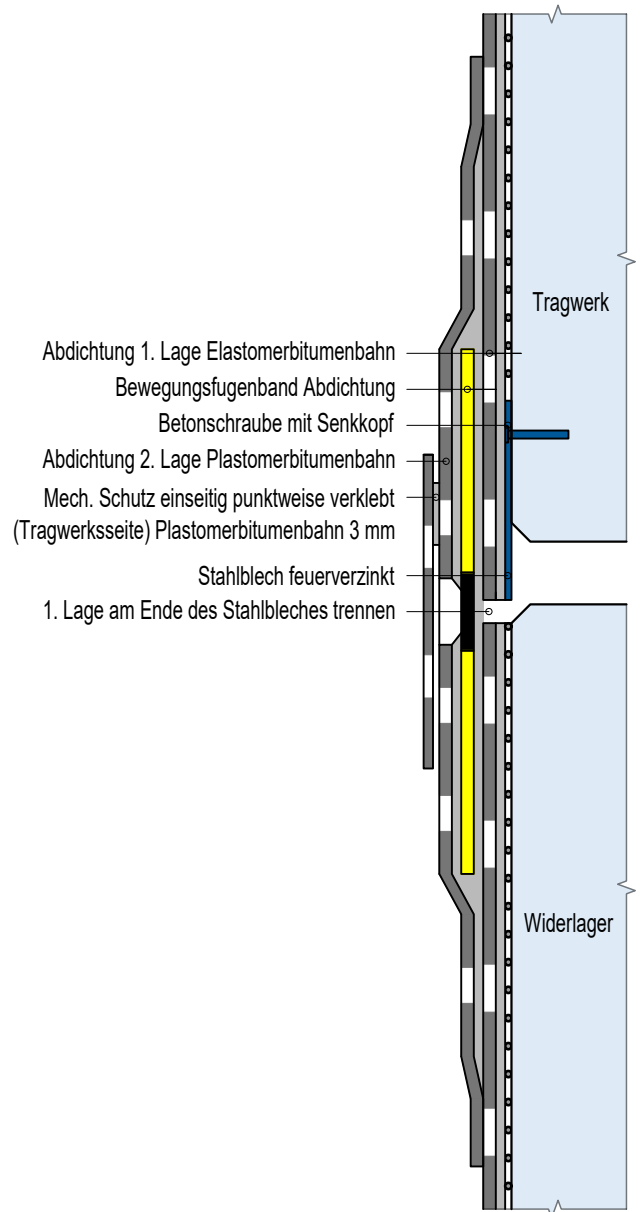 Tragwerk
Abdichtung 1. Lage Elastomerbitumenbahn
Bewegungsfugenband Abdichtung
Betonschraube mit Senkkopf
Abdichtung 2. Lage Plastomerbitumenbahn
Mech. Schutz einseitig punktweise verklebt
(Tragwerksseite) Plastomerbitumenbahn 3 mm
Stahlblech feuerverzinkt
1. Lage am Ende des Stahlbleches trennen
Widerlager